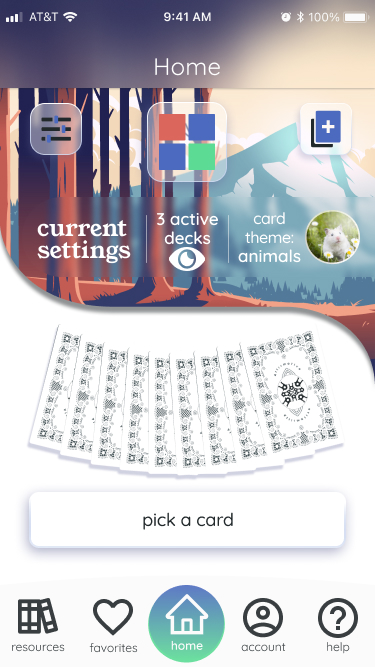 AT&T 9:41 AM 100%
Home
current
settings
3 active
decks
card
theme:
animals
pick a card
resources
favorites
home
account
help